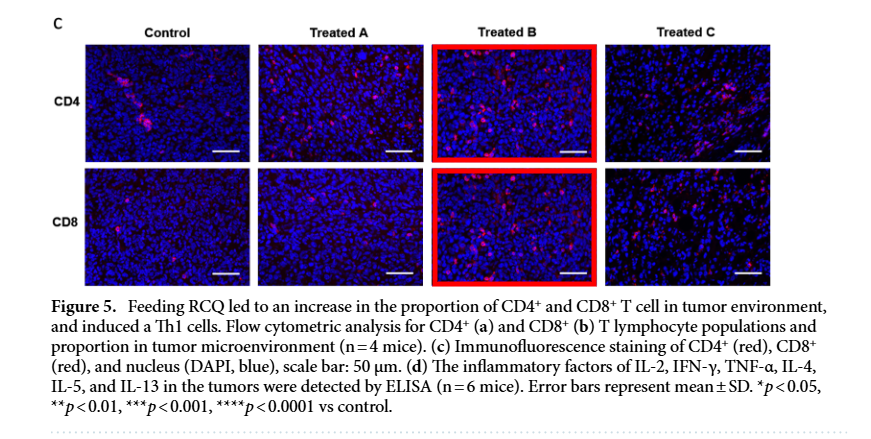 C
Control Treated A Treated B Treated C
CD4
CD8
Figure 5. Feeding RCQ led to an increase in the proportion of CD4⁺ and CD8⁺ T cell in tumor environment,
and induced a Th1 cells. Flow cytometric analysis for CD4⁺ (a) and CD8⁺ (b) T lymphocyte populations and
proportion in tumor microenvironment (n = 4 mice). (c) Immunofluorescence staining of CD4⁺ (red), CD8⁺
(red), and nucleus (DAPI, blue), scale bar: 50 μm. (d) The inflammatory factors of IL-2, IFN-γ, TNF-α, IL-4,
IL-5, and IL-13 in the tumors were detected by ELISA (n = 6 mice). Error bars represent mean ± SD. *p < 0.05,
**p < 0.01, ***p < 0.001, ****p < 0.0001 vs control.